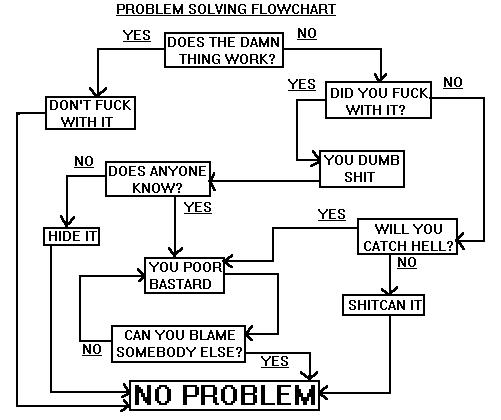 PROBLEM SOLVING FLOWCHART
YES
DOES THE DAMN
THING WORK?
NO
DON'T FUCK
WITH IT
YES
DID YOU FUCK
WITH IT?
NO
YOU DUMB
SHIT
NO
DOES ANYONE
KNOW?
YES
HIDE IT
YES
WILL YOU
CATCH HELL?
NO
YOU POOR
BASTARD
SHITCAN IT
NO
CAN YOU BLAME
SOMEBODY ELSE?
YES
NO PROBLEM